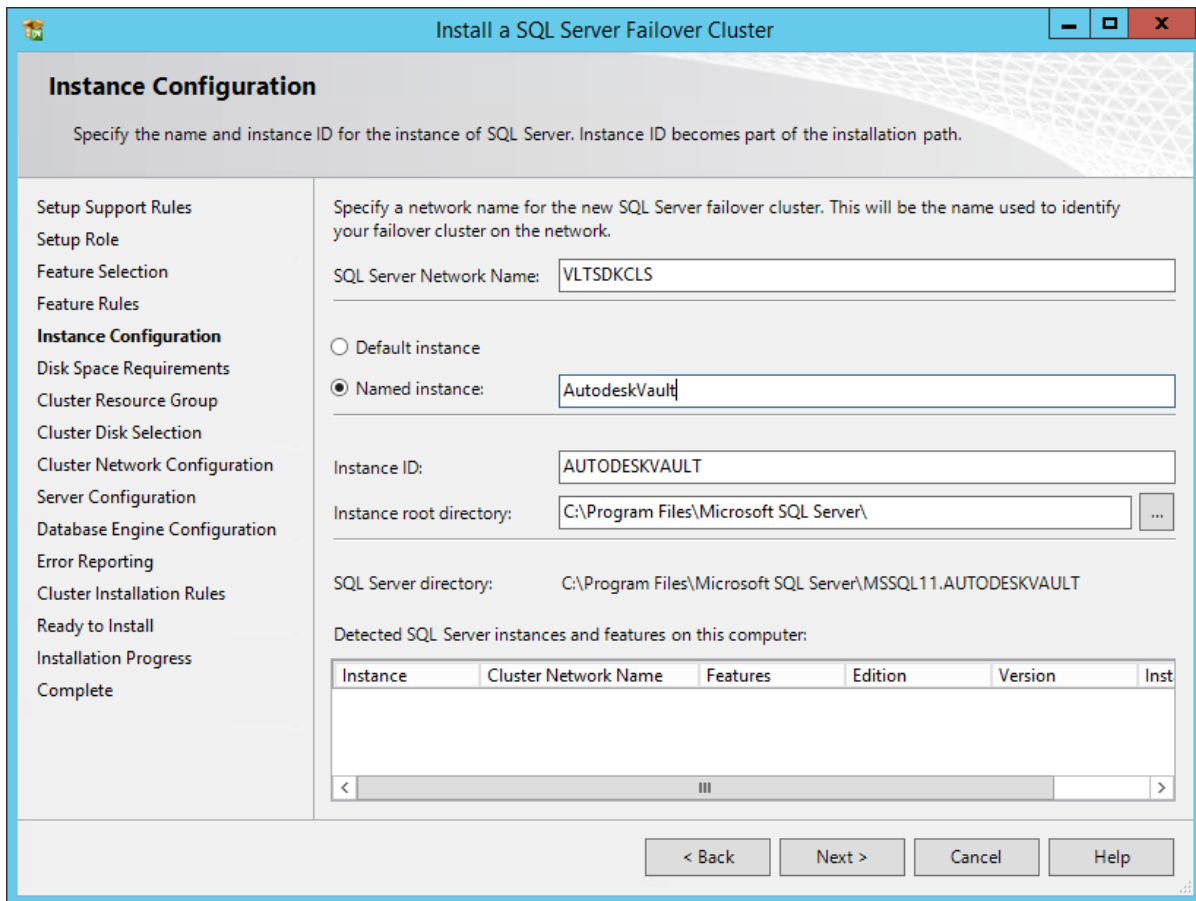 Install a SQL Server Failover Cluster
Instance Configuration
Specify the name and instance ID for the instance of SQL Server. Instance ID becomes part of the installation path.
Setup Support Rules
Setup Role
Feature Selection
Feature Rules
Instance Configuration
Disk Space Requirements
Cluster Resource Group
Cluster Disk Selection
Cluster Network Configuration
Server Configuration
Database Engine Configuration
Error Reporting
Cluster Installation Rules
Ready to Install
Installation Progress
Complete
Specify a network name for the new SQL Server failover cluster. This will be the name used to identify
your failover cluster on the network.
SQL Server Network Name: VLTSDKCLS
Default instance
Named instance: AutodeskVault
Instance ID: AUTODESKVAULT
Instance root directory: C:\Program Files\Microsoft SQL Server\ ...
SQL Server directory: C:\Program Files\Microsoft SQL Server\MSSQL11.AUTODESKVAULT
Detected SQL Server instances and features on this computer:
Instance Cluster Network Name Features Edition Version Inst
< Back Next > Cancel Help